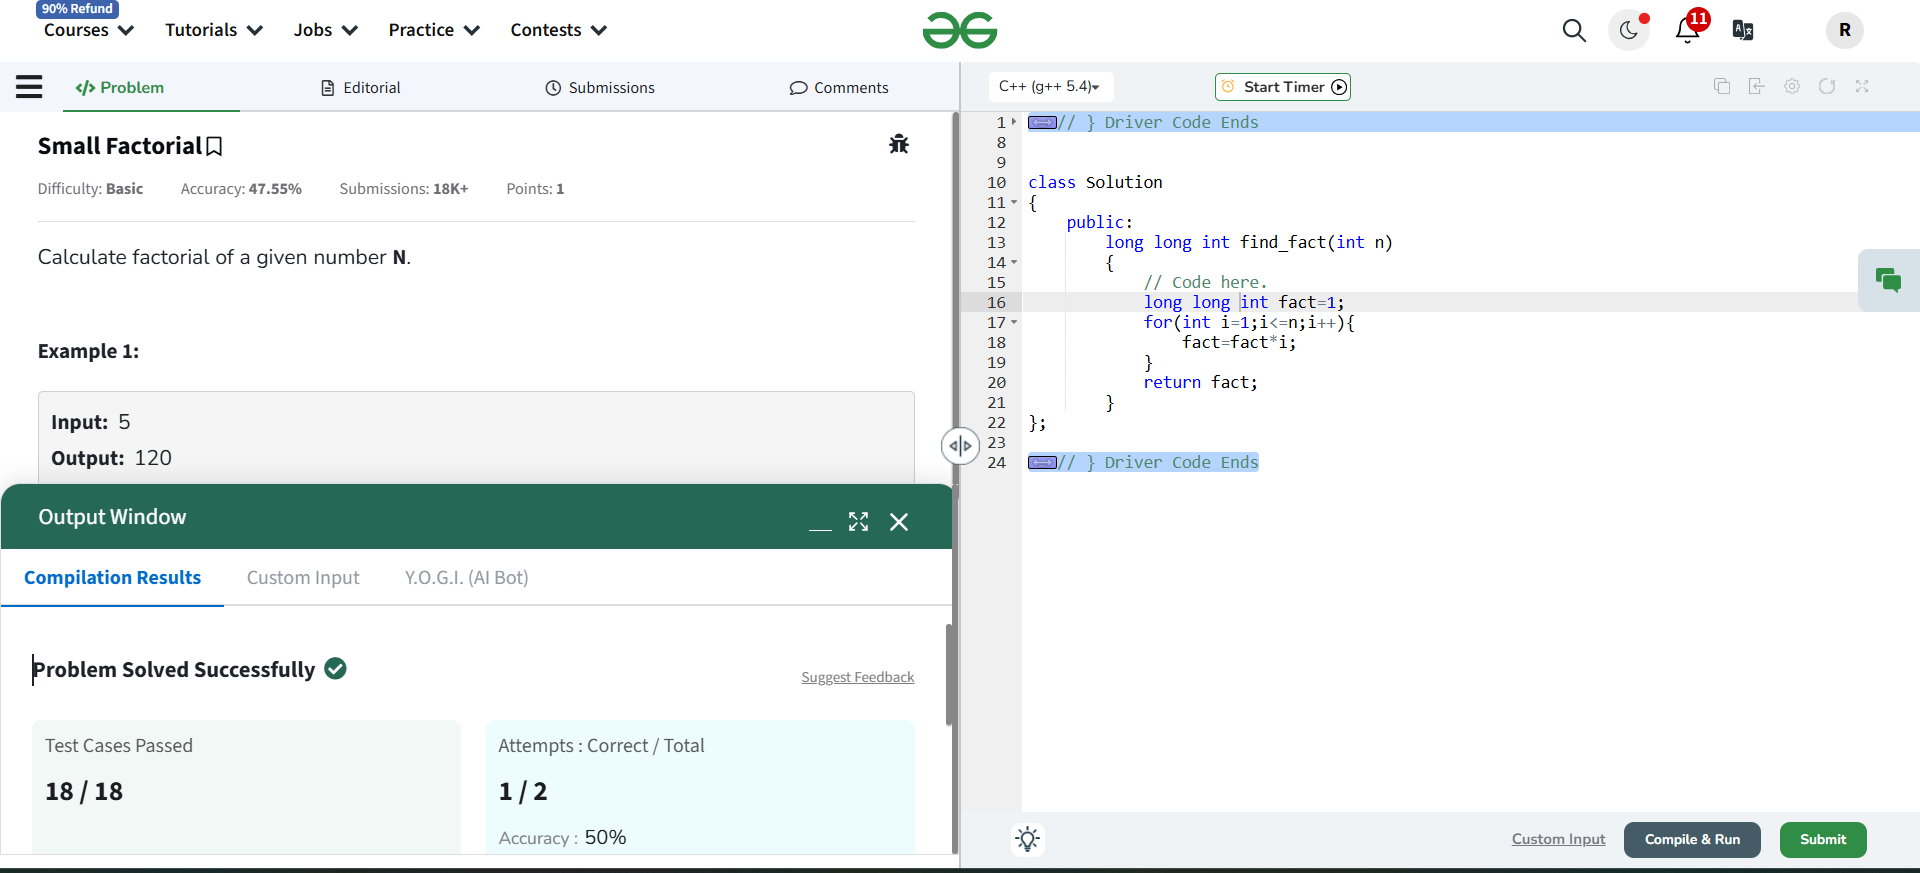 90% Refund
Courses Tutorials Jobs Practice Contests
11
R
Problem Editorial Submissions Comments
Small Factorial
Difficulty: Basic Accuracy: 47.55% Submissions: 18K+ Points: 1
Calculate factorial of a given number N.
Example 1:
Input: 5
Output: 120
Output Window
Compilation Results Custom Input Y.O.G.I. (AI Bot)
Problem Solved Successfully
Suggest Feedback
Test Cases Passed
18 / 18
Attempts : Correct / Total
1 / 2
Accuracy : 50%
C++ (g++ 5.4) Start Timer
1 // } Driver Code Ends
8
9
10 class Solution
11 {
12 public:
13 long long int find_fact(int n)
14 {
15 // Code here.
16 long long int fact=1;
17 for(int i=1;i<=n;i++){
18 fact=fact*i;
19 }
20 return fact;
21 }
22 };
23
24 // } Driver Code Ends
Custom Input Compile & Run Submit